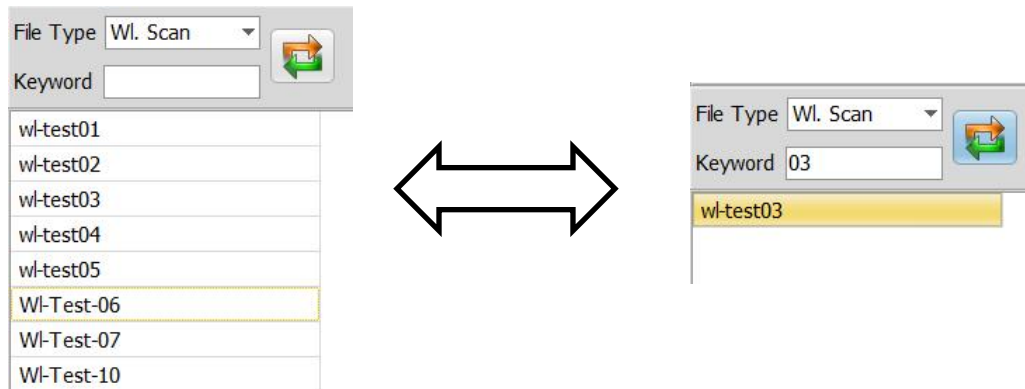 File Type Wl. Scan
Keyword
wl-test01
wl-test02
wl-test03
wl-test04
wl-test05
Wl-Test-06
Wl-Test-07
Wl-Test-10
File Type Wl. Scan
Keyword 03
wl-test03